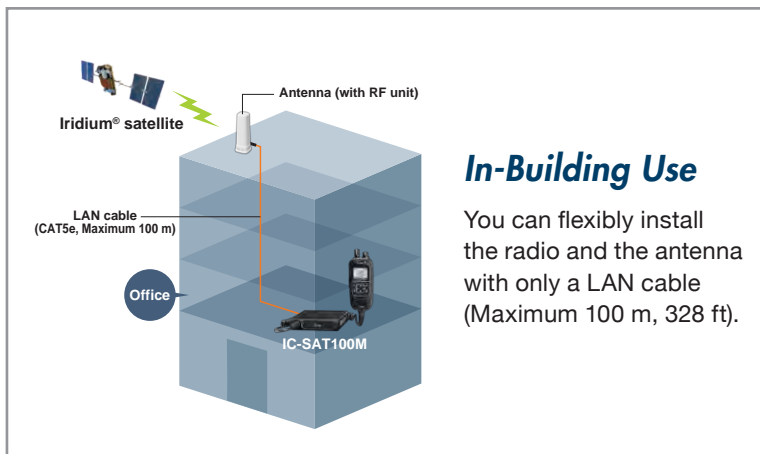 Antenna (with RF unit)
Iridium® satellite
LAN cable
(CAT5e, Maximum 100 m)
Office
IC-SAT100M
In-Building Use
You can flexibly install
the radio and the antenna
with only a LAN cable
(Maximum 100 m, 328 ft).